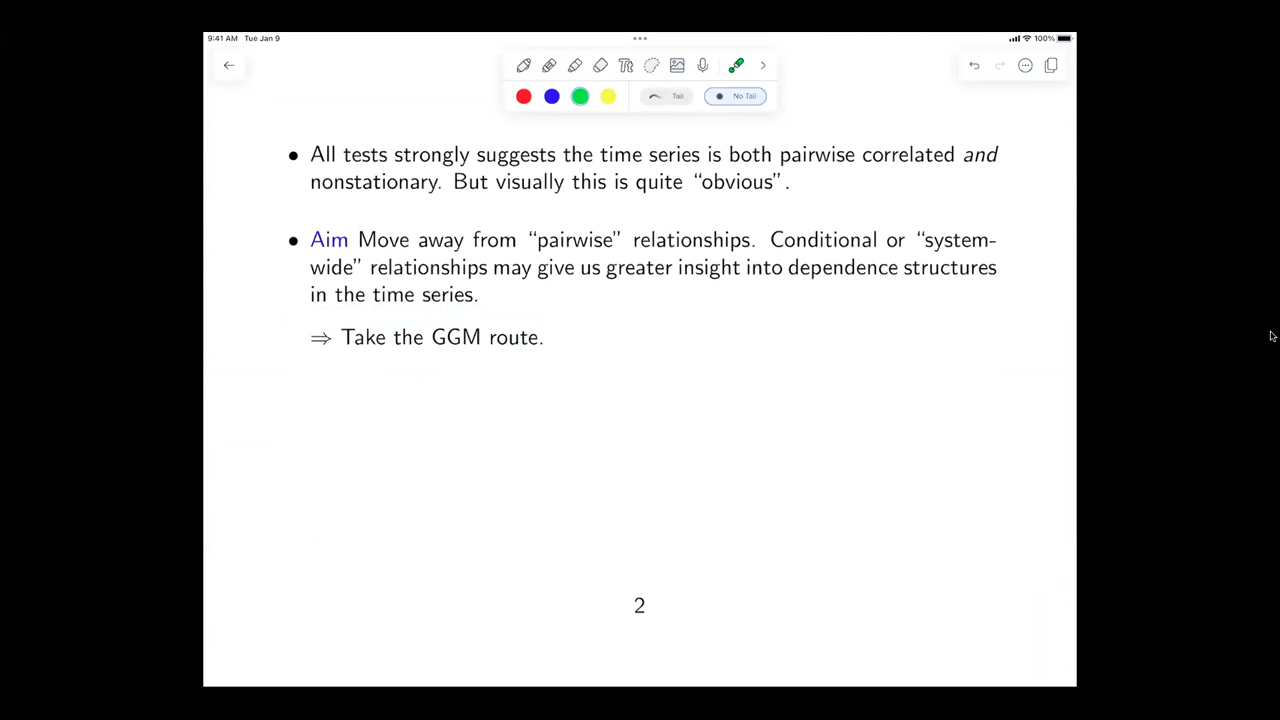 9:41 AM Tue Jan 9
100%
Tail
No Tail
• All tests strongly suggests the time series is both pairwise correlated and
nonstationary. But visually this is quite “obvious”.
• Aim Move away from “pairwise” relationships. Conditional or “system-
wide” relationships may give us greater insight into dependence structures
in the time series.
⇒ Take the GGM route.
2